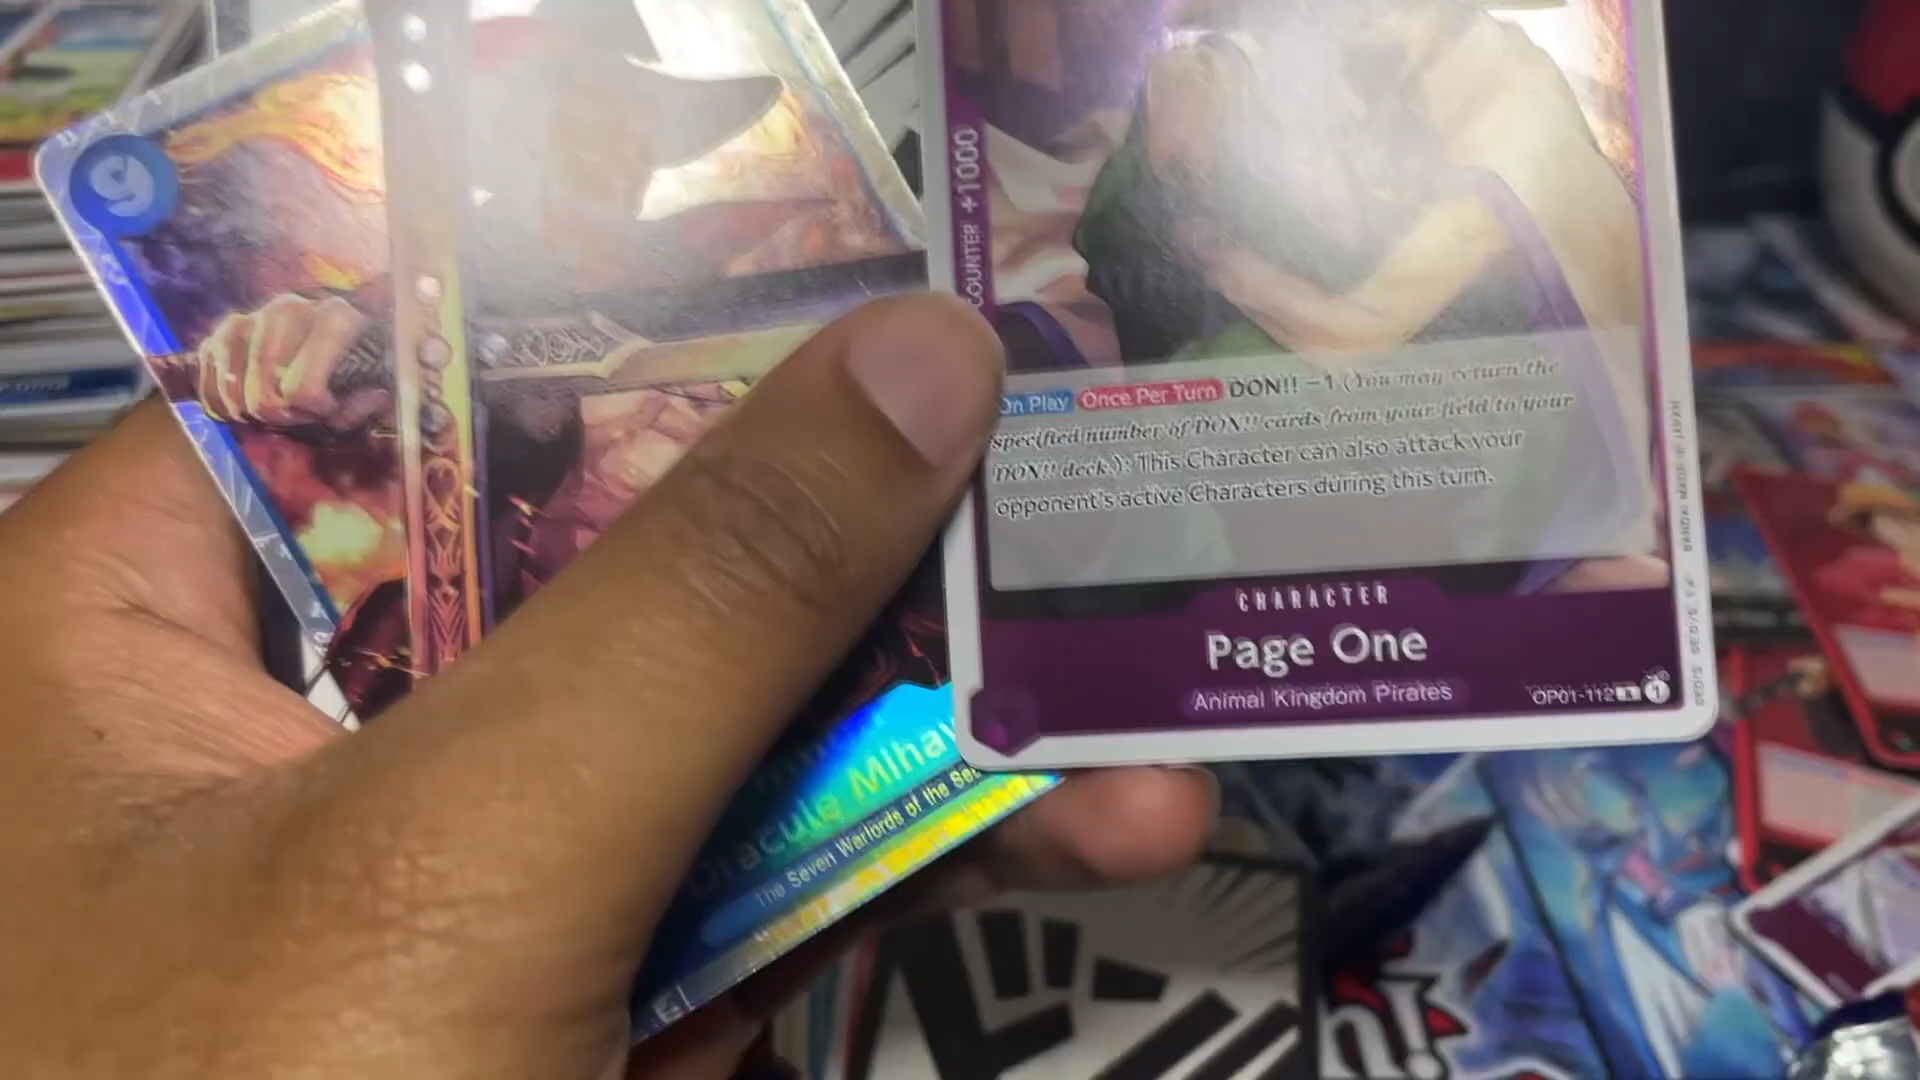 9
COUNTER +1000
On Play Once Per Turn DON!! −1 (You may return the
specified number of DON!! cards from your field to your
DON!! deck.): This Character can also attack your
opponent's active Characters during this turn.
CHARACTER
Page One
Animal Kingdom Pirates
OP01-112 R 1
Dracule Mihaw
The Seven Warlords of the Sea